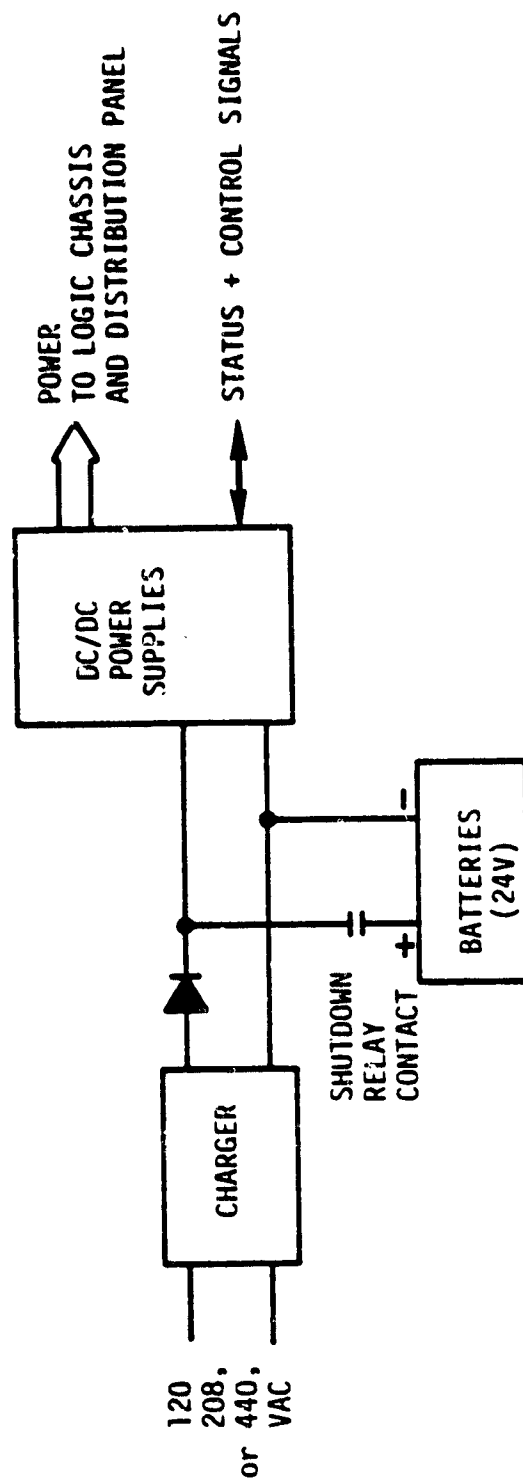 120
208,
or 440,
VAC
CHARGER
SHUTDOWN
RELAY
CONTACT
+
-
BATTERIES
(24V)
DC/DC
POWER
SUPPLIES
POWER
TO LOGIC CHASSIS
AND DISTRIBUTION PANEL
STATUS + CONTROL SIGNALS